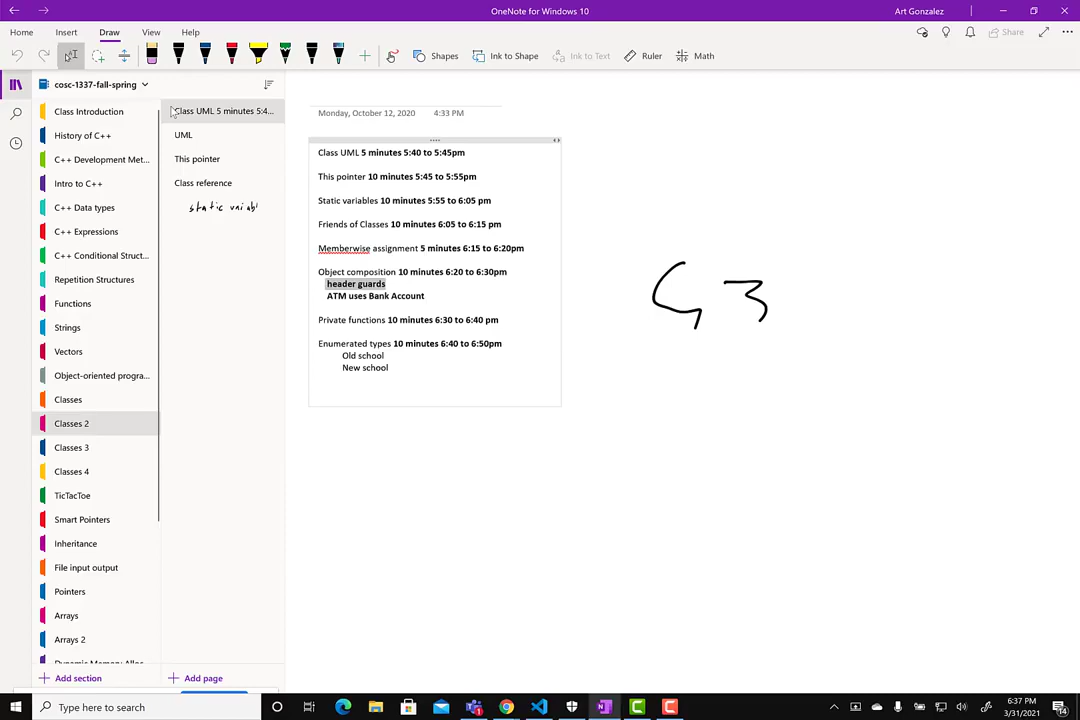 OneNote for Windows 10
Art Gonzalez
Home
Insert
Draw
View
Help
Share
Shapes
Ink to Shape
Ink to Text
Ruler
Math
cosc-1337-fall-spring
Class Introduction
History of C++
C++ Development Met...
Intro to C++
C++ Data types
C++ Expressions
C++ Conditional Struct...
Repetition Structures
Functions
Strings
Vectors
Object-oriented progra...
Classes
Classes 2
Classes 3
Classes 4
TicTacToe
Smart Pointers
Inheritance
File input output
Pointers
Arrays
Arrays 2
Dynamic Memory Alloc
Add section
Class UML 5 minutes 5:4...
UML
This pointer
Class reference
static
Add page
Monday, October 12, 2020 4:33 PM
Class UML 5 minutes 5:40 to 5:45pm
This pointer 10 minutes 5:45 to 5:55pm
Static variables 10 minutes 5:55 to 6:05 pm
Friends of Classes 10 minutes 6:05 to 6:15 pm
Memberwise assignment 5 minutes 6:15 to 6:20pm
Object composition 10 minutes 6:20 to 6:30pm
header guards
ATM uses Bank Account
Private functions 10 minutes 6:30 to 6:40 pm
Enumerated types 10 minutes 6:40 to 6:50pm
Old school
New school
Type here to search
6:37 PM
3/31/2021
14